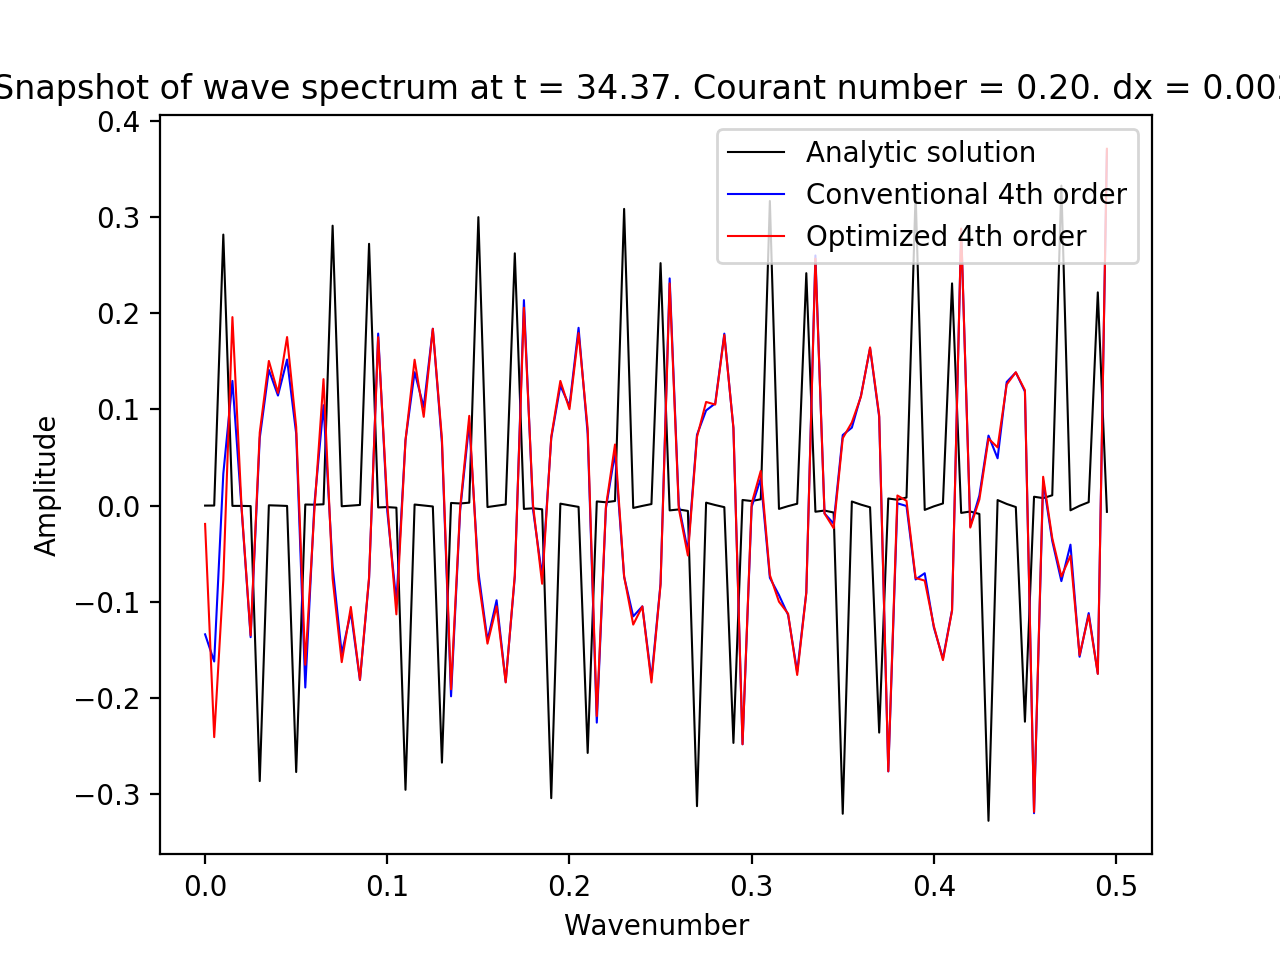 Snapshot of wave spectrum at t = 34.37. Courant number = 0.20. dx =
0.4
0.3
0.2
0.1
0.0
−0.1
−0.2
−0.3
Amplitude
Analytic solution
Conventional 4th order
Optimized 4th order
0.0 0.1 0.2 0.3 0.4 0.5
Wavenumber